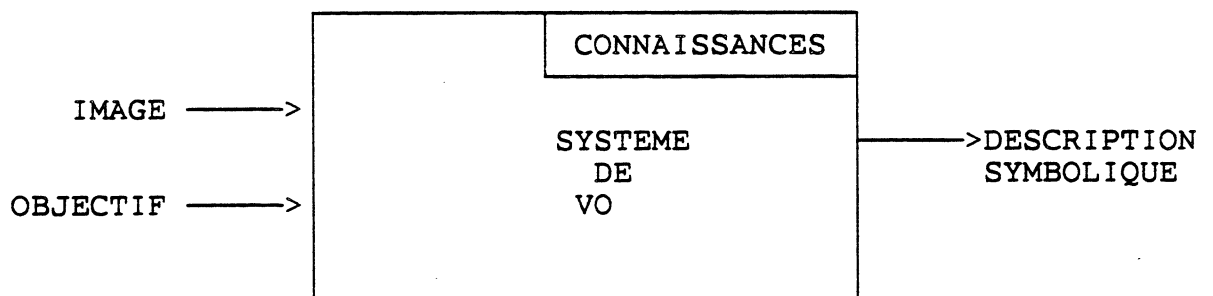 CONNAISSANCES
IMAGE
SYSTEME
DE
VO
OBJECTIF
DESCRIPTION
SYMBOLIQUE